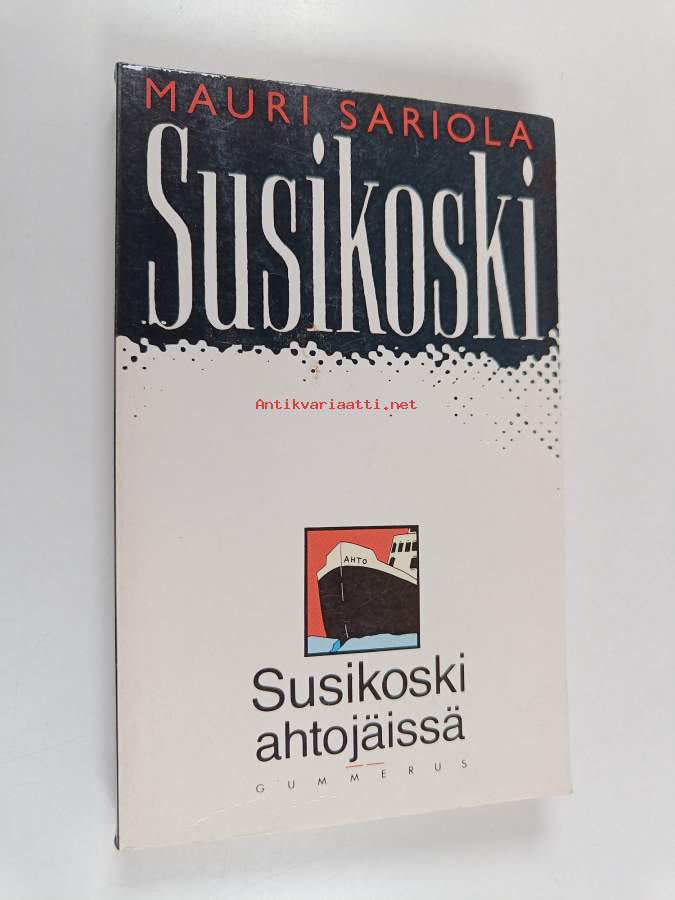 MAURI SARIOLA
Susikoski
Antikvariaatti.net
AHTO
Susikoski
ahtojäissä
GUMMERUS